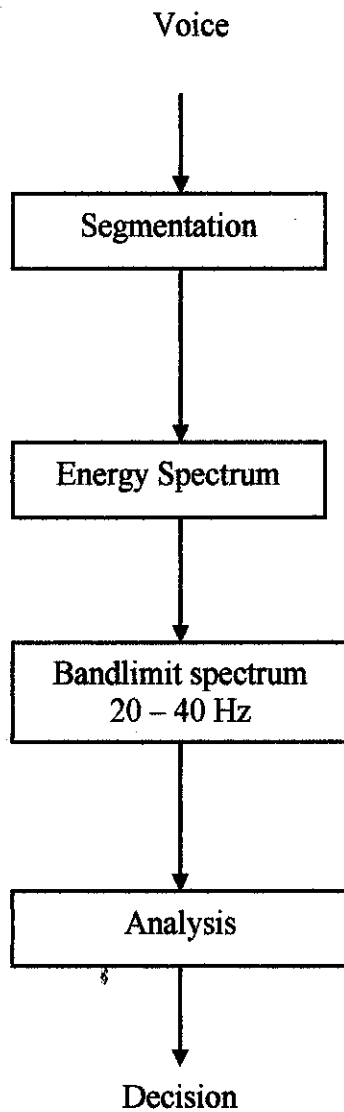 Voice
Segmentation
Energy Spectrum
Bandlimit spectrum
20 – 40 Hz
Analysis
Decision